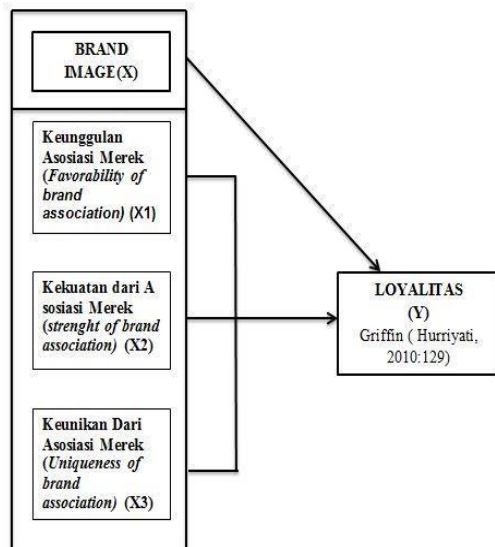 BRAND
IMAGE(X)
Keunggulan
Asosiasi Merek
(Favorability of
brand
association) (X1)
Kekuatan dari A
sosiasi Merek
(strenght of brand
association) (X2)
Keunikan Dari
Asosiasi Merek
(Uniqueness of
brand
association) (X3)
LOYALITAS
(Y)
Griffin ( Hurriyati,
2010:129)